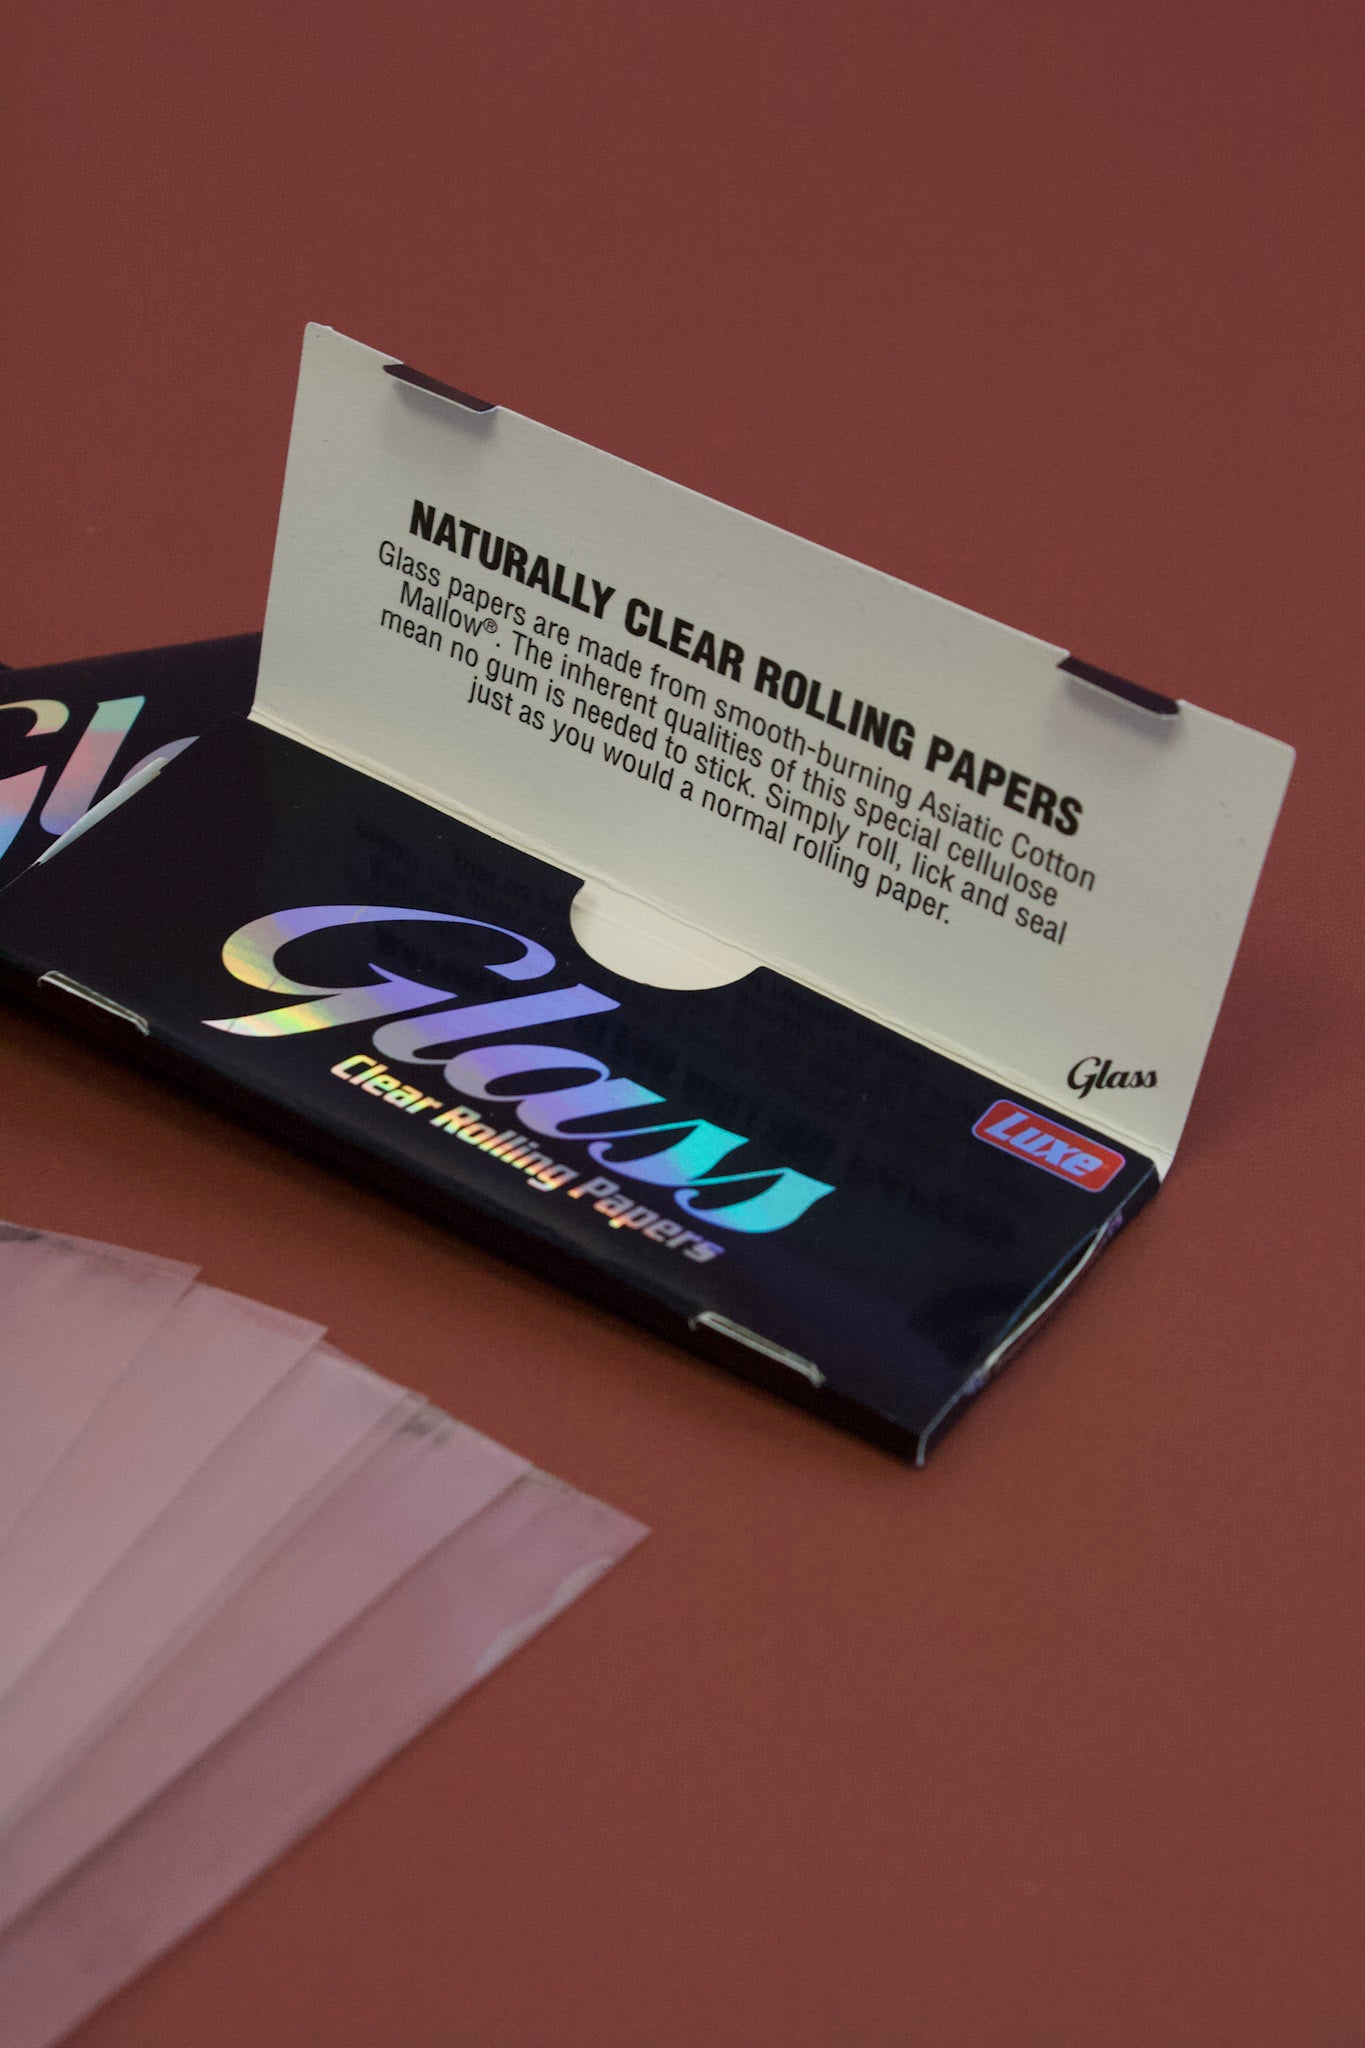 NATURALLY CLEAR ROLLING PAPERS
Glass papers are made from smooth-burning Asiatic Cotton
Mallow®. The inherent qualities of this special cellulose
mean no gum is needed to stick. Simply roll, lick and seal
just as you would a normal rolling paper.
Glass
Luxe
Glass
Clear Rolling Papers
Gla